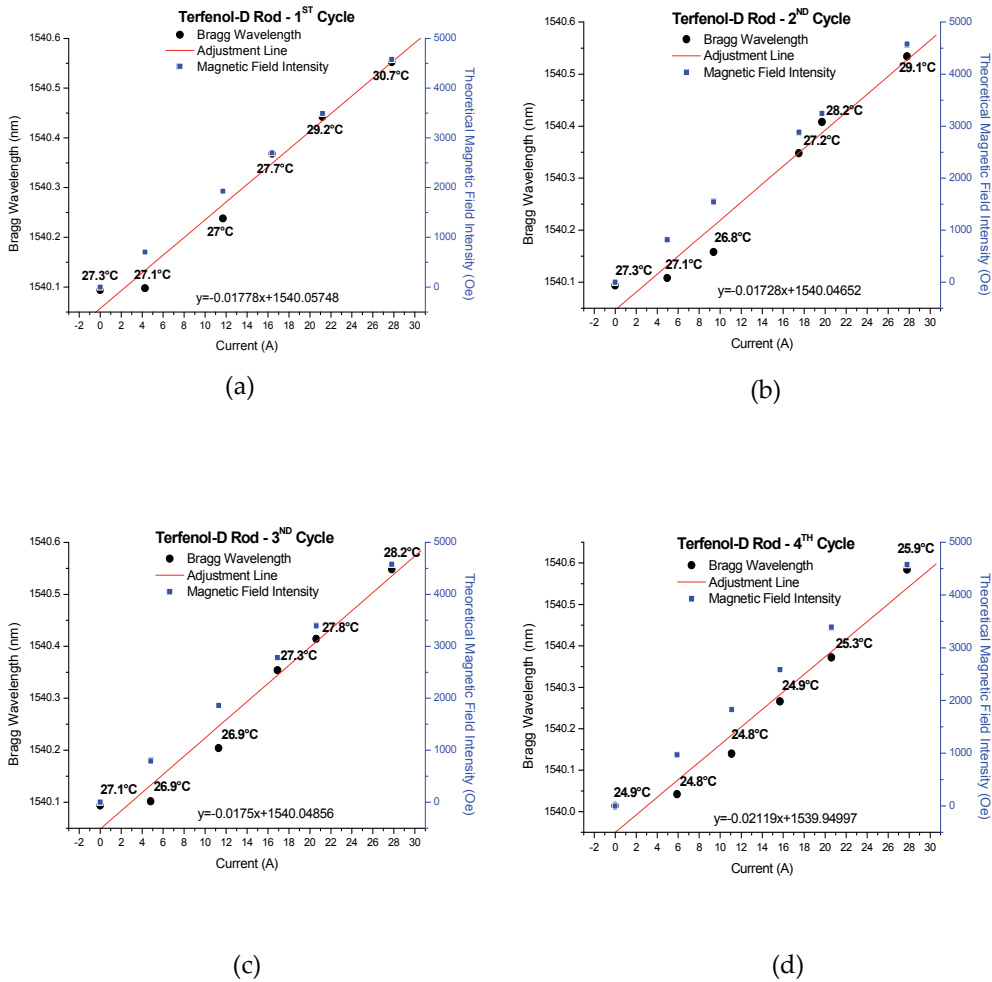 Terfenol-D Rod - 1ST Cycle
Bragg Wavelength
Adjustment Line
Magnetic Field Intensity
1540.6
1540.5
1540.4
1540.3
1540.2
1540.1
Bragg Wavelength (nm)
5000
4000
3000
2000
1000
0
Theoretical Magnetic Field Intensity (Oe)
30.7°C
29.2°C
27.7°C
27°C
27.3°C 27.1°C
y=-0.01778x+1540.05748
-2 0 2 4 6 8 10 12 14 16 18 20 22 24 26 28 30
Current (A)
(a)
Terfenol-D Rod - 2ND Cycle
Bragg Wavelength
Adjustment Line
Magnetic Field Intensity
1540.6
1540.5
1540.4
1540.3
1540.2
1540.1
Bragg Wavelength (nm)
5000
4000
3000
2000
1000
0
Theoretical Magnetic Field Intensity (Oe)
29.1°C
28.2°C
27.2°C
26.8°C
27.3°C 27.1°C
y=-0.01728x+1540.04652
-2 0 2 4 6 8 10 12 14 16 18 20 22 24 26 28 30
Current (A)
(b)
Terfenol-D Rod - 3ND Cycle
Bragg Wavelength
Adjustment Line
Magnetic Field Intensity
1540.6
1540.5
1540.4
1540.3
1540.2
1540.1
Bragg Wavelength (nm)
5000
4000
3000
2000
1000
0
Theoretical Magnetic Field Intensity (Oe)
28.2°C
27.8°C
27.3°C
26.9°C
27.1°C 26.9°C
y=-0.0175x+1540.04856
-2 0 2 4 6 8 10 12 14 16 18 20 22 24 26 28 30
Current (A)
(c)
Terfenol-D Rod - 4TH Cycle
Bragg Wavelength
Adjustment Line
Magnetic Field Intensity
1540.6
1540.5
1540.4
1540.3
1540.2
1540.1
1540.0
Bragg Wavelength (nm)
5000
4000
3000
2000
1000
0
Theoretical Magnetic Field Intensity (Oe)
25.9°C
25.3°C
24.9°C
24.8°C
24.9°C 24.8°C
y=-0.02119x+1539.94997
-2 0 2 4 6 8 10 12 14 16 18 20 22 24 26 28 30
Current (A)
(d)